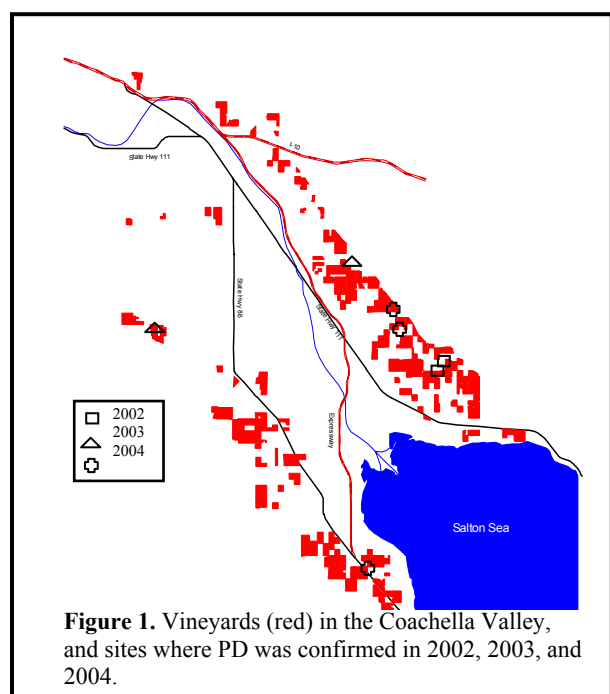 L10
State Hwy 111
State Hwy 86
State Hwy 111
Expressway
2002
2003
2004
Salton Sea
Figure 1. Vineyards (red) in the Coachella Valley,
and sites where PD was confirmed in 2002, 2003, and
2004.